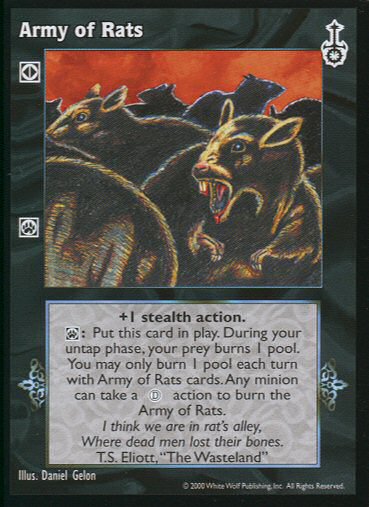 Army of Rats
+1 stealth action.
: Put this card in play. During your
untap phase, your prey burns 1 pool.
You may only burn 1 pool each turn
with Army of Rats cards. Any minion
can take a Ⓓ action to burn the
Army of Rats.
I think we are in rat's alley,
Where dead men lost their bones.
T.S. Eliott, "The Wasteland"
Illus. Daniel Gelon
© 2000 White Wolf Publishing, Inc. All Rights Reserved.